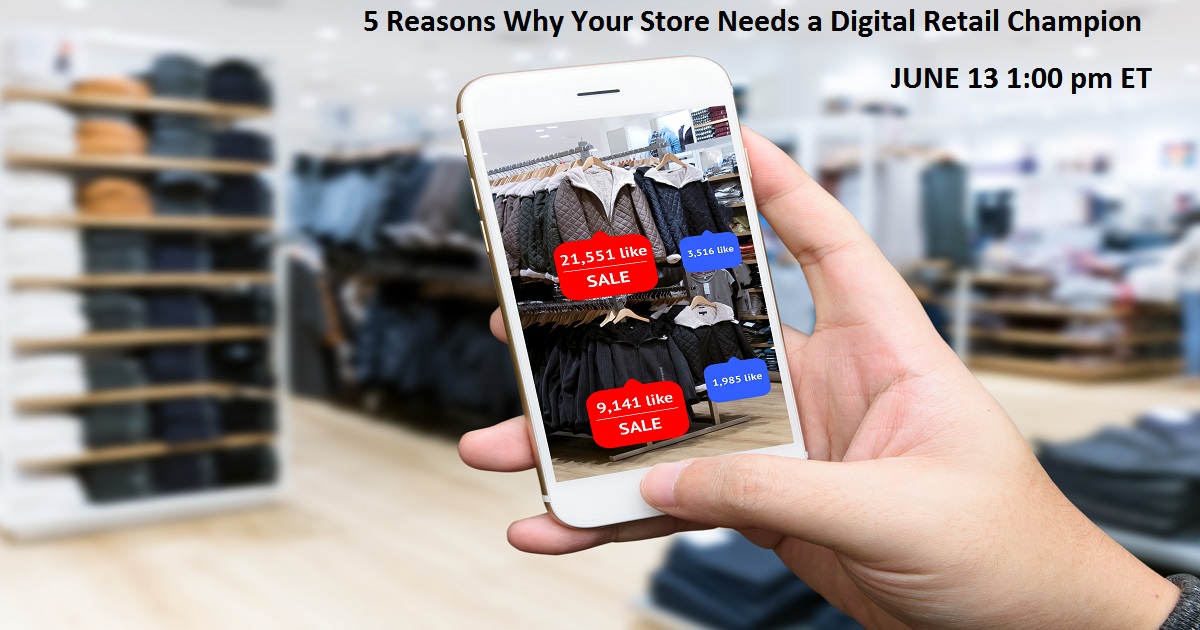 5 Reasons Why Your Store Needs a Digital Retail Champion
JUNE 13 1:00 pm ET
21,551 like
SALE
3,516 like
9,141 like
SALE
1,985 like